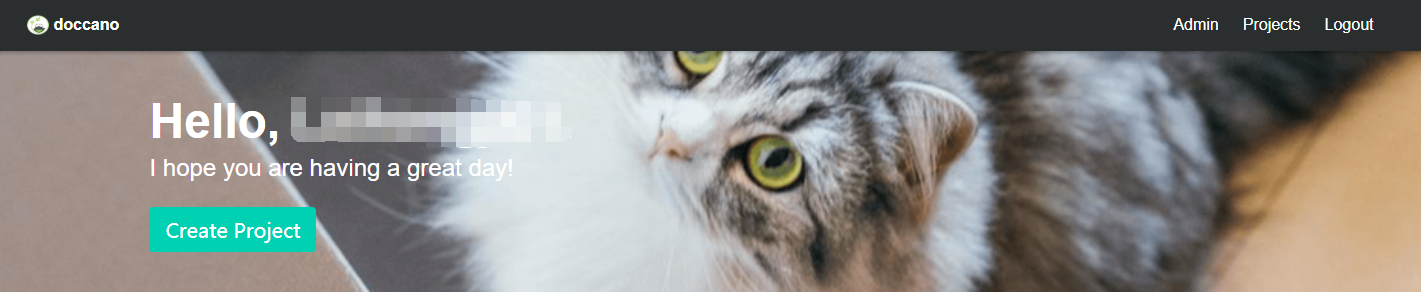 doccano
Admin Projects Logout
Hello,
I hope you are having a great day!
Create Project